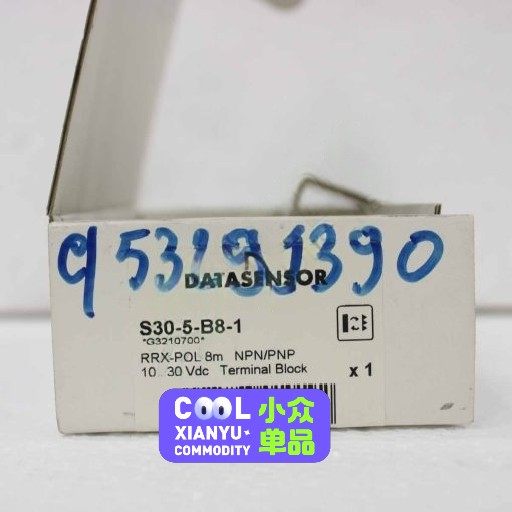 953191390
DATASENSOR
S30-5-B8-1
*G3210700*
RRX-POL 8m NPN/PNP
10...30 Vdc Terminal Block x 1
COOL 小众
XIANYU 单品
COMMODITY